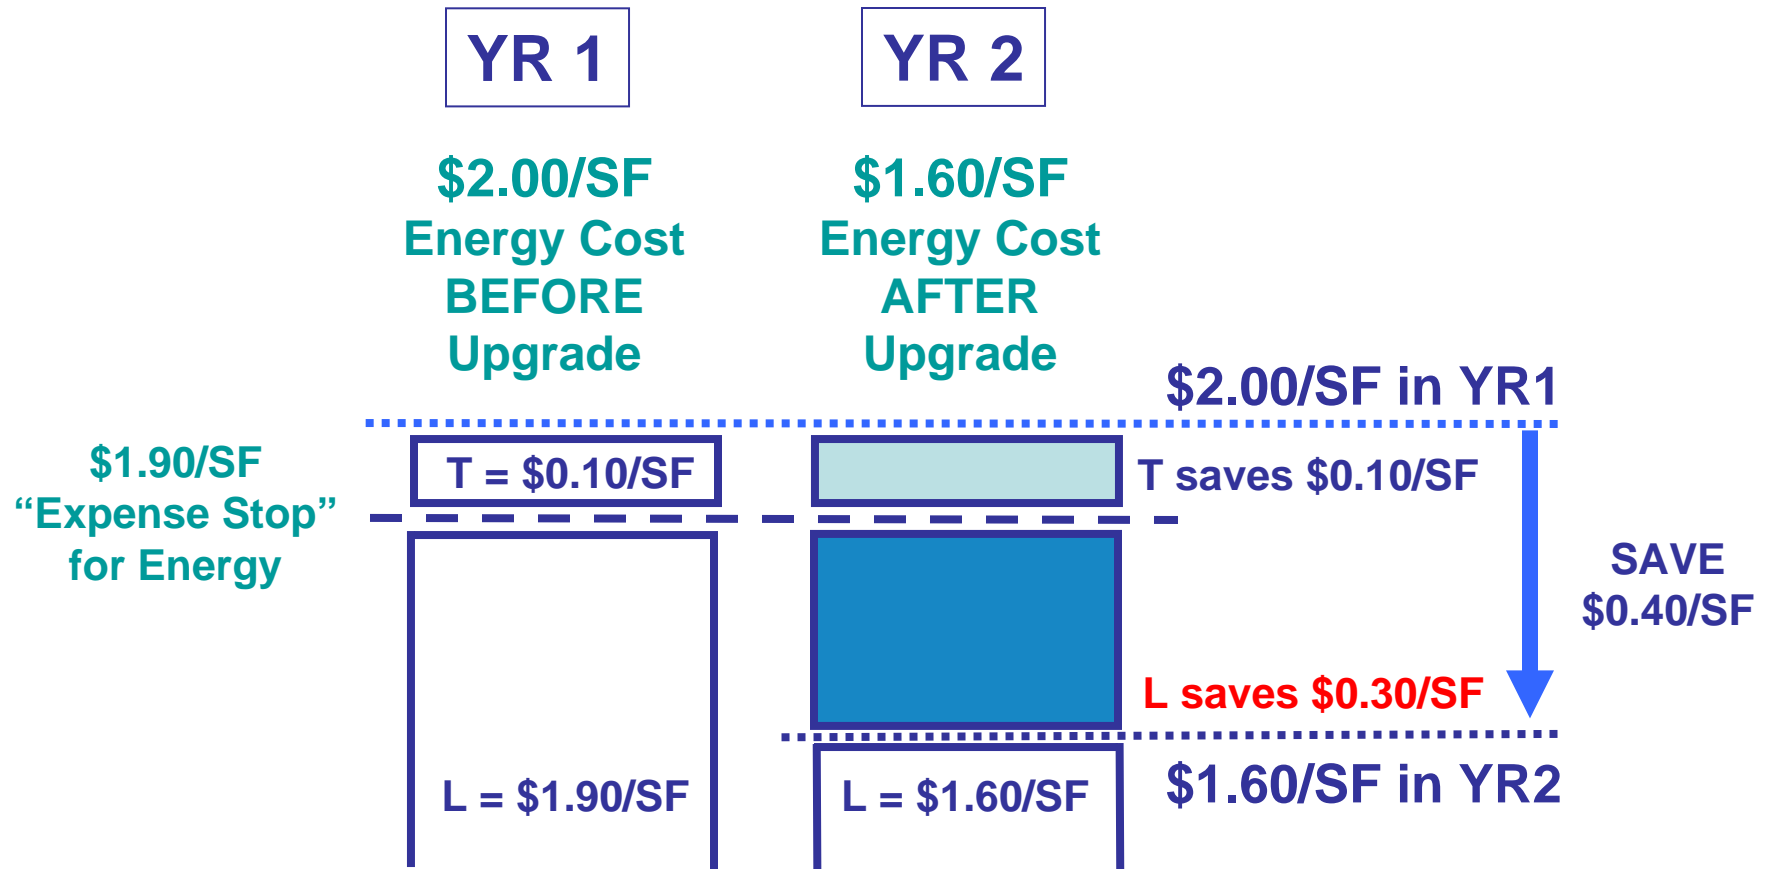 YR 1
YR 2
$2.00/SF
Energy Cost
BEFORE
Upgrade
$1.60/SF
Energy Cost
AFTER
Upgrade
$2.00/SF in YR1
$1.90/SF
“Expense Stop”
for Energy
T = $0.10/SF
T saves $0.10/SF
SAVE
$0.40/SF
L saves $0.30/SF
L = $1.90/SF
L = $1.60/SF
$1.60/SF in YR2